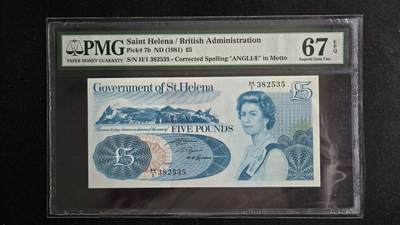 PMG
PAPER MONEY GUARANTY
Saint Helena / British Administration
Pick# 7b ND (1981) £5
S/N H/1 382535 - Corrected Spelling "ANGLIÆ" in Motto
67 EPQ
Superb Gem Unc
Government of St. Helena
H/1 382535
FIVE POUNDS
£5
£5
H/1 382535